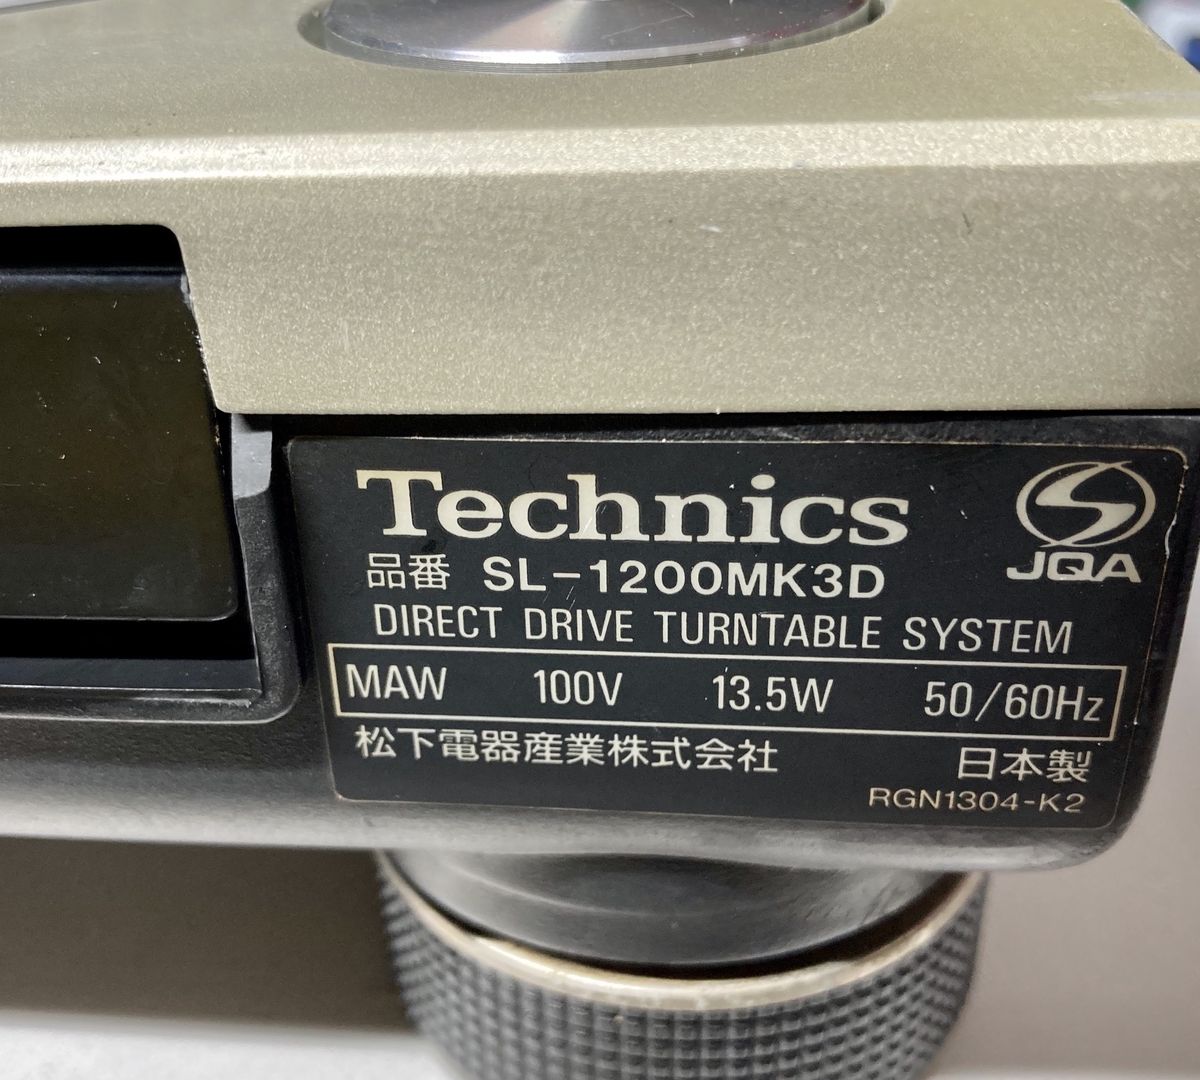 Technics
JQA
品番 SL-1200MK3D
DIRECT DRIVE TURNTABLE SYSTEM
MAW 100V 13.5W 50/60Hz
松下電器産業株式会社 日本製
RGN1304-K2